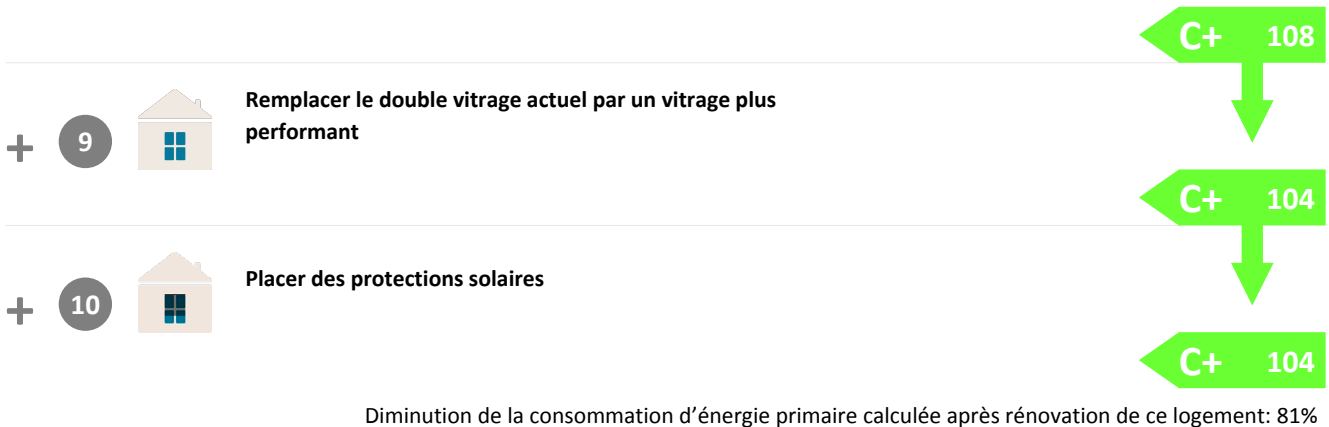 C+ 108
+ 9 Remplacer le double vitrage actuel par un vitrage plus
performant
C+ 104
+ 10 Placer des protections solaires
C+ 104
Diminution de la consommation d’énergie primaire calculée après rénovation de ce logement: 81%